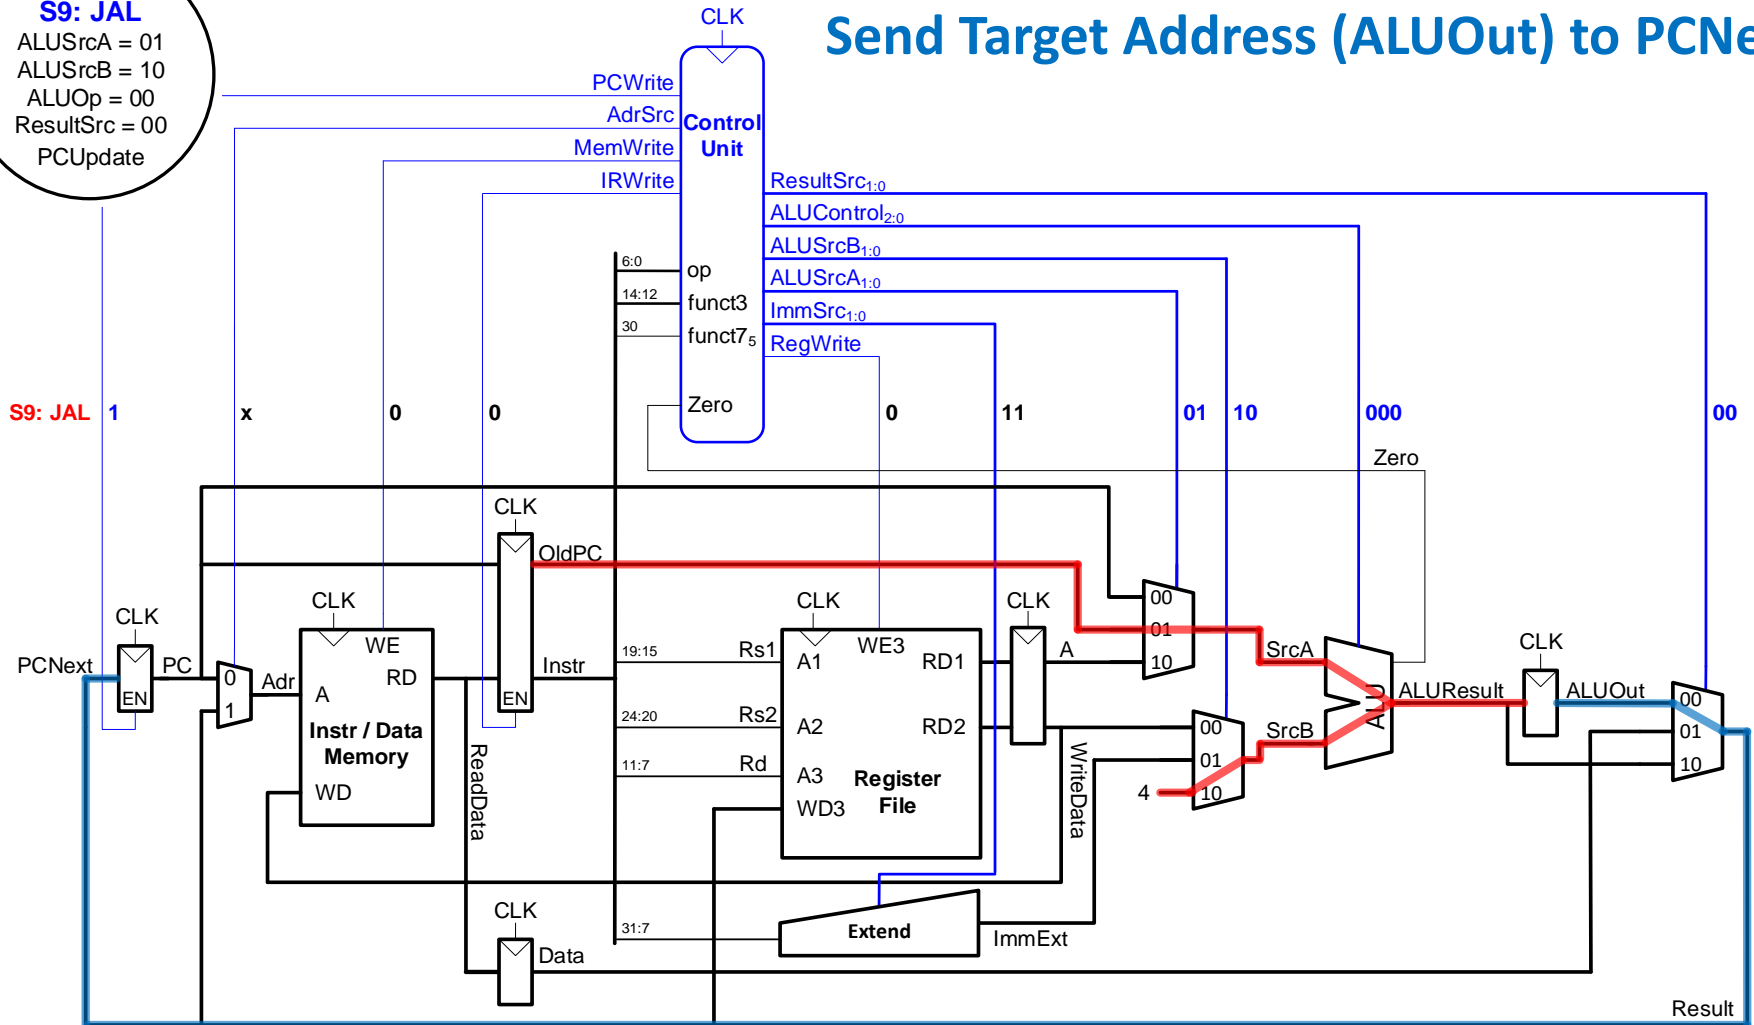 S9: JAL
ALUSrcA = 01
ALUSrcB = 10
ALUOp = 00
ResultSrc = 00
PCUpdate
Send Target Address (ALUOut) to PCNe
CLK
PCWrite
AdrSrc
MemWrite
IRWrite
Control
Unit
ResultSrc1:0
ALUControl2:0
ALUSrcB1:0
ALUSrcA1:0
ImmSrc1:0
RegWrite
6:0
op
14:12
funct3
30
funct75
Zero
S9: JAL
1
x
0
0
0
11
01
10
000
00
Zero
CLK
OldPC
CLK
CLK
CLK
CLK
CLK
PCNext
EN
PC
0
1
Adr
WE
RD
A
Instr / Data
Memory
WD
ReadData
Instr
EN
19:15
Rs1
A1
WE3
RD1
A
24:20
Rs2
A2
RD2
11:7
Rd
A3
WD3
Register
File
WriteData
00
01
10
SrcA
00
01
10
4
SrcB
ALU
ALUResult
ALUOut
00
01
10
CLK
Data
31:7
Extend
ImmExt
Result